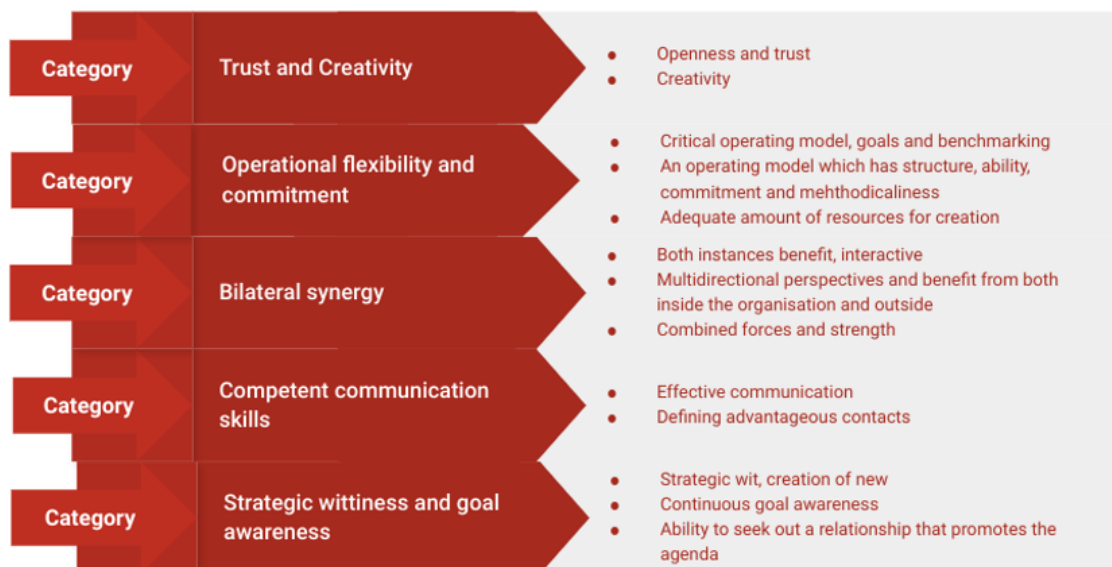 Category
Trust and Creativity
● Openness and trust
● Creativity
Category
Operational flexibility and
commitment
● Critical operating model, goals and benchmarking
● An operating model which has structure, ability,
commitment and mehthodicaliness
● Adequate amount of resources for creation
Category
Bilateral synergy
● Both instances benefit, interactive
● Multidirectional perspectives and benefit from both
inside the organisation and outside
● Combined forces and strength
Category
Competent communication
skills
● Effective communication
● Defining advantageous contacts
Category
Strategic wittiness and goal
awareness
● Strategic wit, creation of new
● Continuous goal awareness
● Ability to seek out a relationship that promotes the
agenda